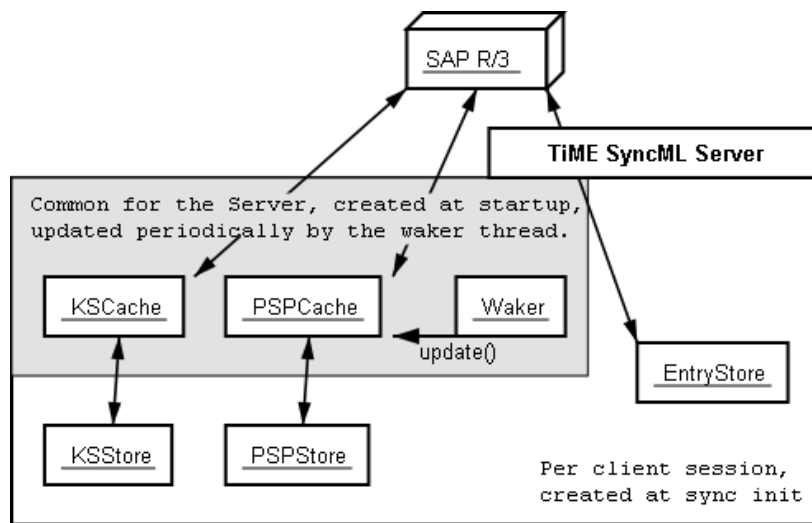 SAP R/3
TiME SyncML Server
Common for the Server, created at startup,
updated periodically by the waker thread.
KSCache
PSPCache
Waker
update()
EntryStore
KSStore
PSPStore
Per client session,
created at sync init